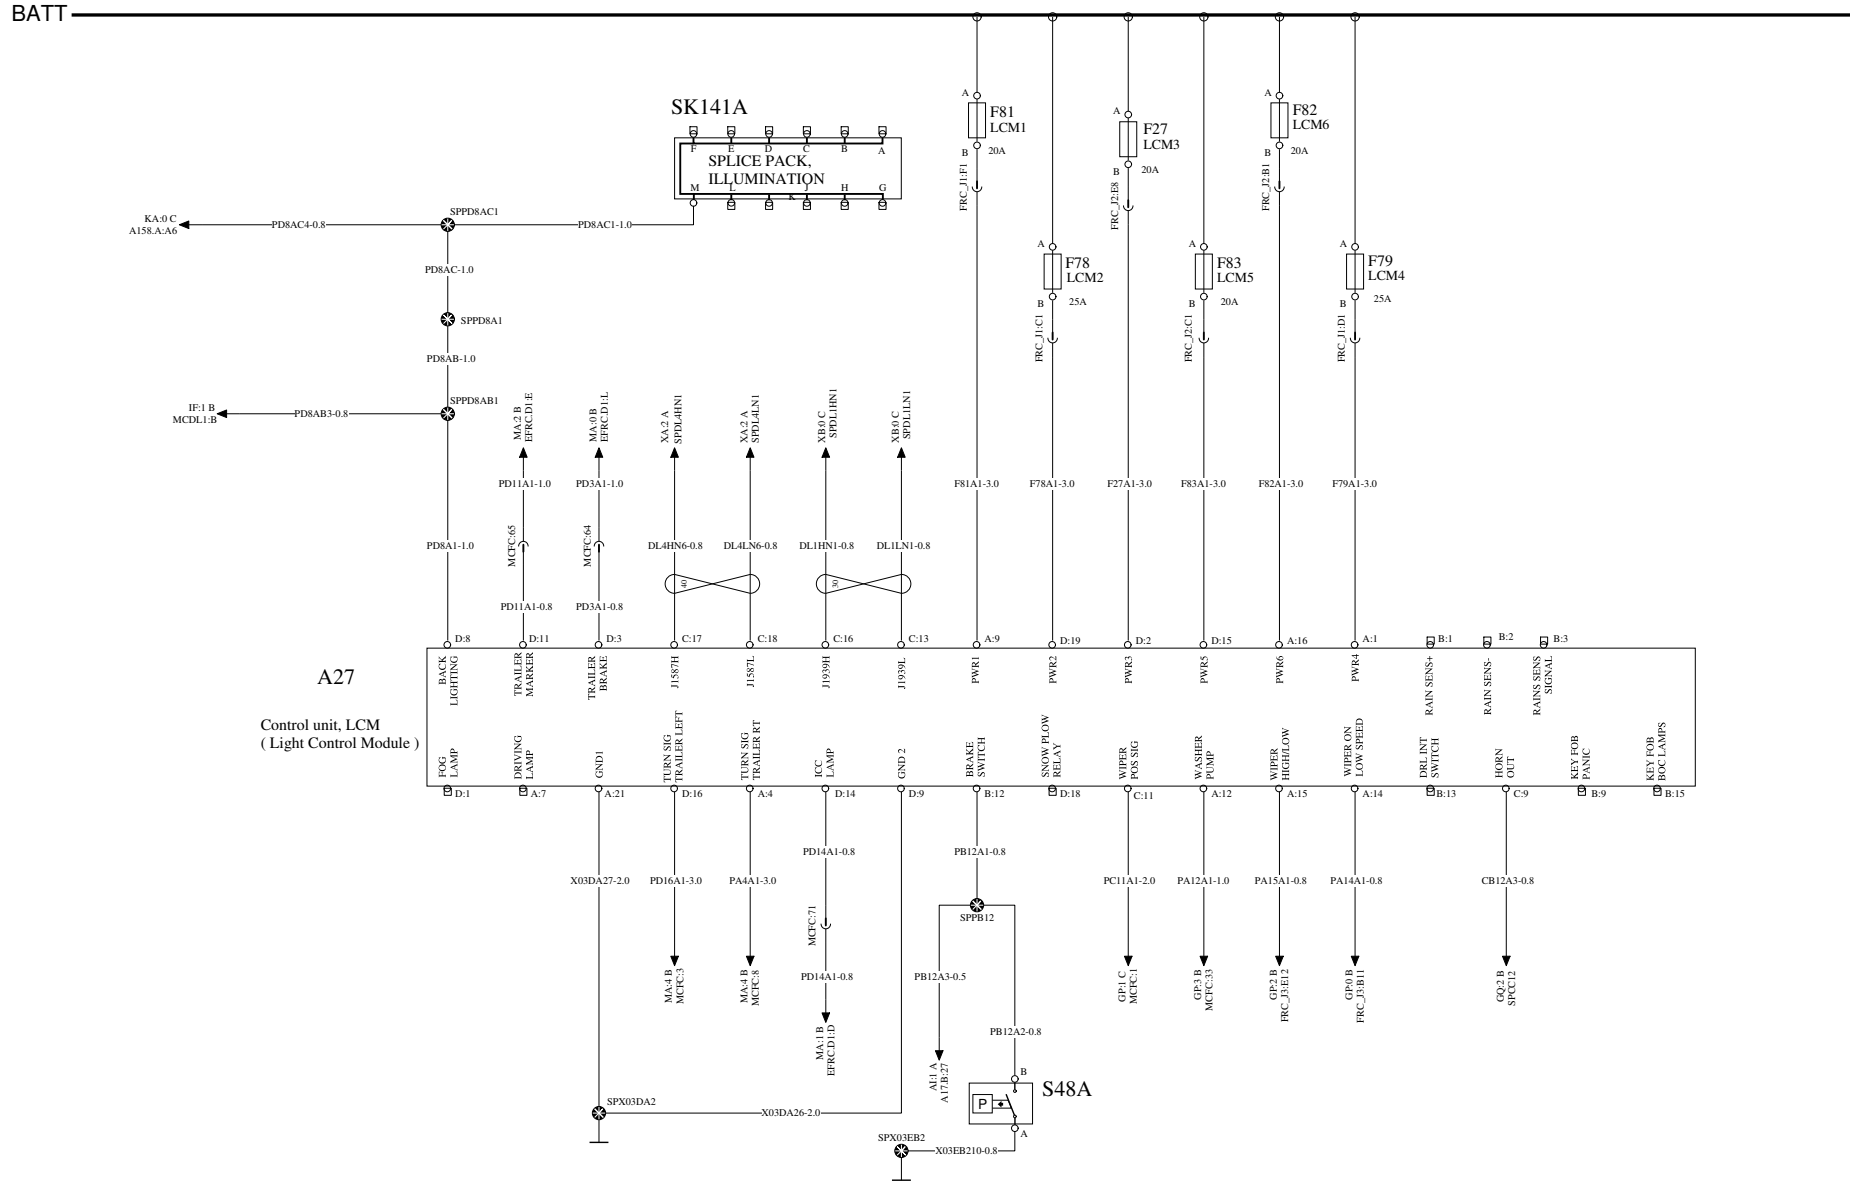 BATT
SK141A
F
E
D
C
B
A
SPLICE PACK,
ILLUMINATION
M
L
K
J
H
G
A
F81
LCM1
B
20A
FRC_J1:F1
A
F27
LCM3
B
20A
FRC_J2:E8
A
F82
LCM6
B
20A
FRC_J2:B1
A
F78
LCM2
B
25A
FRC_J1:C1
A
F83
LCM5
B
20A
FRC_J2:C1
A
F79
LCM4
B
25A
FRC_J1:D1
KA:0 C
A158.A:A6
PD8AC4-0.8
SPPD8AC1
PD8AC1-1.0
PD8AC-1.0
SPPD8A1
PD8AB-1.0
SPPD8AB1
IF:1 B
MCDL1:B
PD8AB3-0.8
MA:2 B
EFRC.D1:E
MA:0 B
EFRC.D1:L
XA:2 A
SPDL4HN1
XA:2 A
SPDL4LN1
XB:0 C
SPDL1HN1
XB:0 C
SPDL1LN1
PD11A1-1.0
PD3A1-1.0
F81A1-3.0
F78A1-3.0
F27A1-3.0
F83A1-3.0
F82A1-3.0
F79A1-3.0
PD8A1-1.0
MCFC:65
MCFC:64
DL4HN6-0.8
DL4LN6-0.8
DL1HN1-0.8
DL1LN1-0.8
40
30
PD11A1-0.8
PD3A1-0.8
D:8
D:11
D:3
C:17
C:18
C:16
C:13
A:9
D:19
D:2
D:15
A:16
A:1
B:1
B:2
B:3
A27
Control unit, LCM
( Light Control Module )
BACK
LIGHTING
TRAILER
MARKER
TRAILER
BRAKE
J1587H
J1587L
J1939H
J1939L
PWR1
PWR2
PWR3
PWR5
PWR6
PWR4
RAIN SENS+
RAIN SENS-
RAINS SENS
SIGNAL
FOG
LAMP
DRIVING
LAMP
GND1
TURN SIG
TRAILER LEFT
TURN SIG
TRAILER RT
ICC
LAMP
GND 2
BRAKE
SWITCH
SNOW PLOW
RELAY
WIPER
POS SIG
WASHER
PUMP
WIPER
HIGH/LOW
WIPER ON
LOW SPEED
DRL INT
SWITCH
HORN
OUT
KEY FOB
PANIC
KEY FOB
BOC LAMPS
D:1
A:7
A:21
D:16
A:4
D:14
D:9
B:12
D:18
C:11
A:12
A:15
A:14
B:13
C:9
B:9
B:15
PD14A1-0.8
PB12A1-0.8
X03DA27-2.0
PD16A1-3.0
PA4A1-3.0
PC11A1-2.0
PA12A1-1.0
PA15A1-0.8
PA14A1-0.8
CB12A3-0.8
MCFC:71
SPPB12
MA:4 B
MCFC:3
MA:4 B
MCFC:8
PD14A1-0.8
PB12A3-0.5
GP:1 C
MCFC:1
GP:3 B
MCFC:33
GP:2 B
FRC_J3:E12
GP:0 B
FRC_J3:B11
GQ:2 B
SPCC12
MA:1 B
EFRC.D1:D
PB12A2-0.8
AI:1 A
A17.B:27
B
S48A
P
A
SPX03DA2
X03DA26-2.0
SPX03EB2
X03EB210-0.8